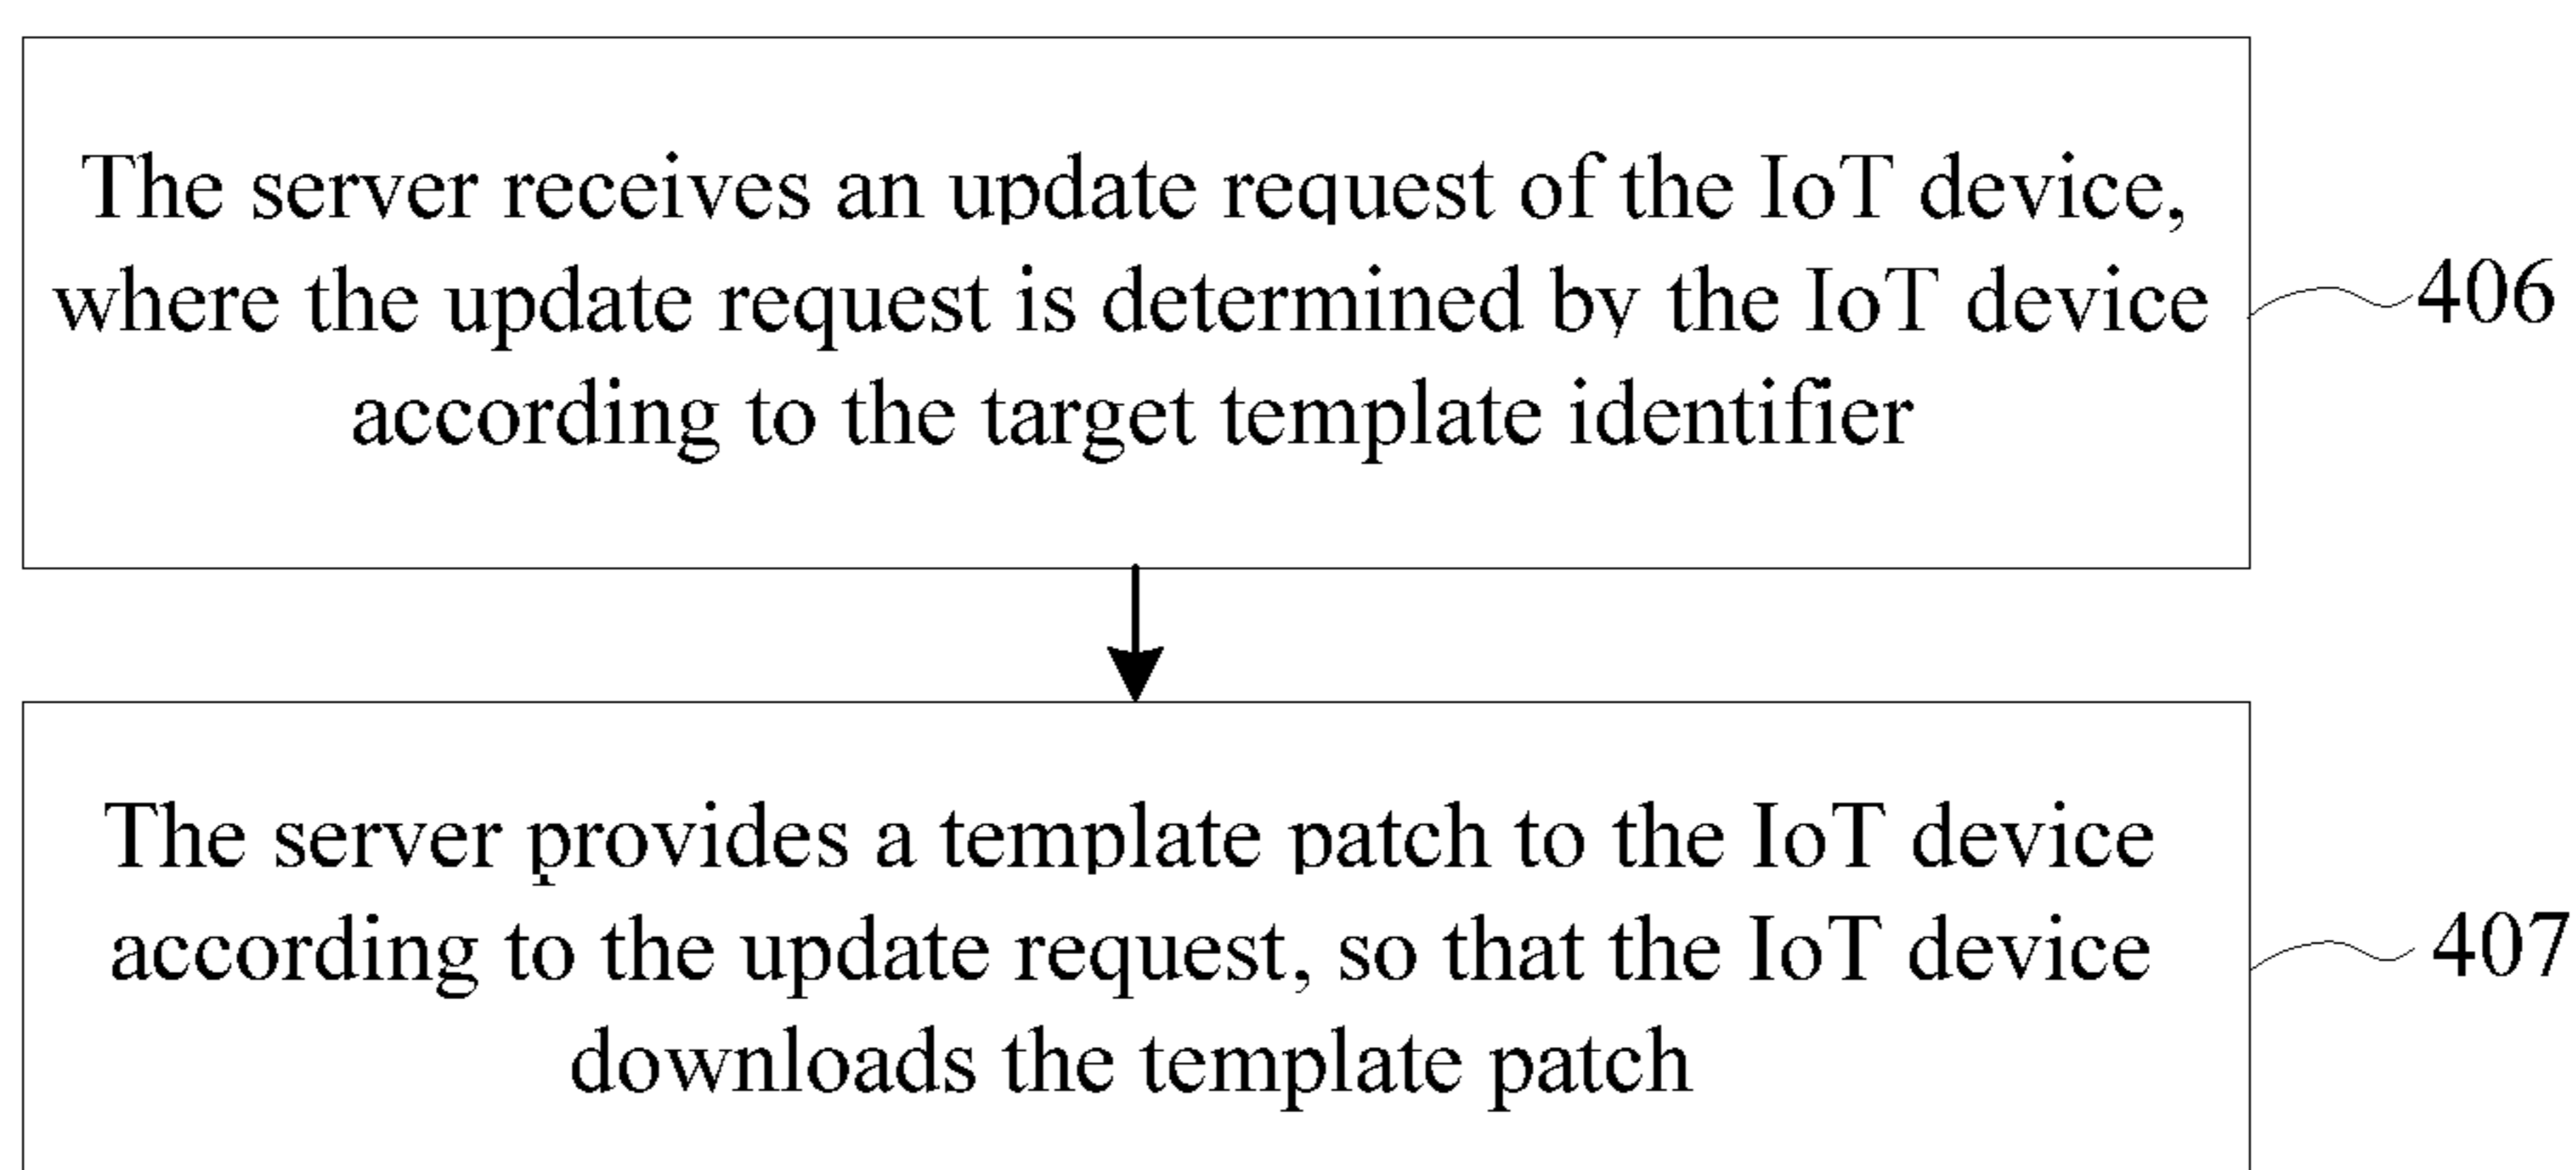 The server receives an update request of the IoT device,
where the update request is determined by the IoT device
according to the target template identifier
406
The server provides a template patch to the IoT device
according to the update request, so that the IoT device
downloads the template patch
407